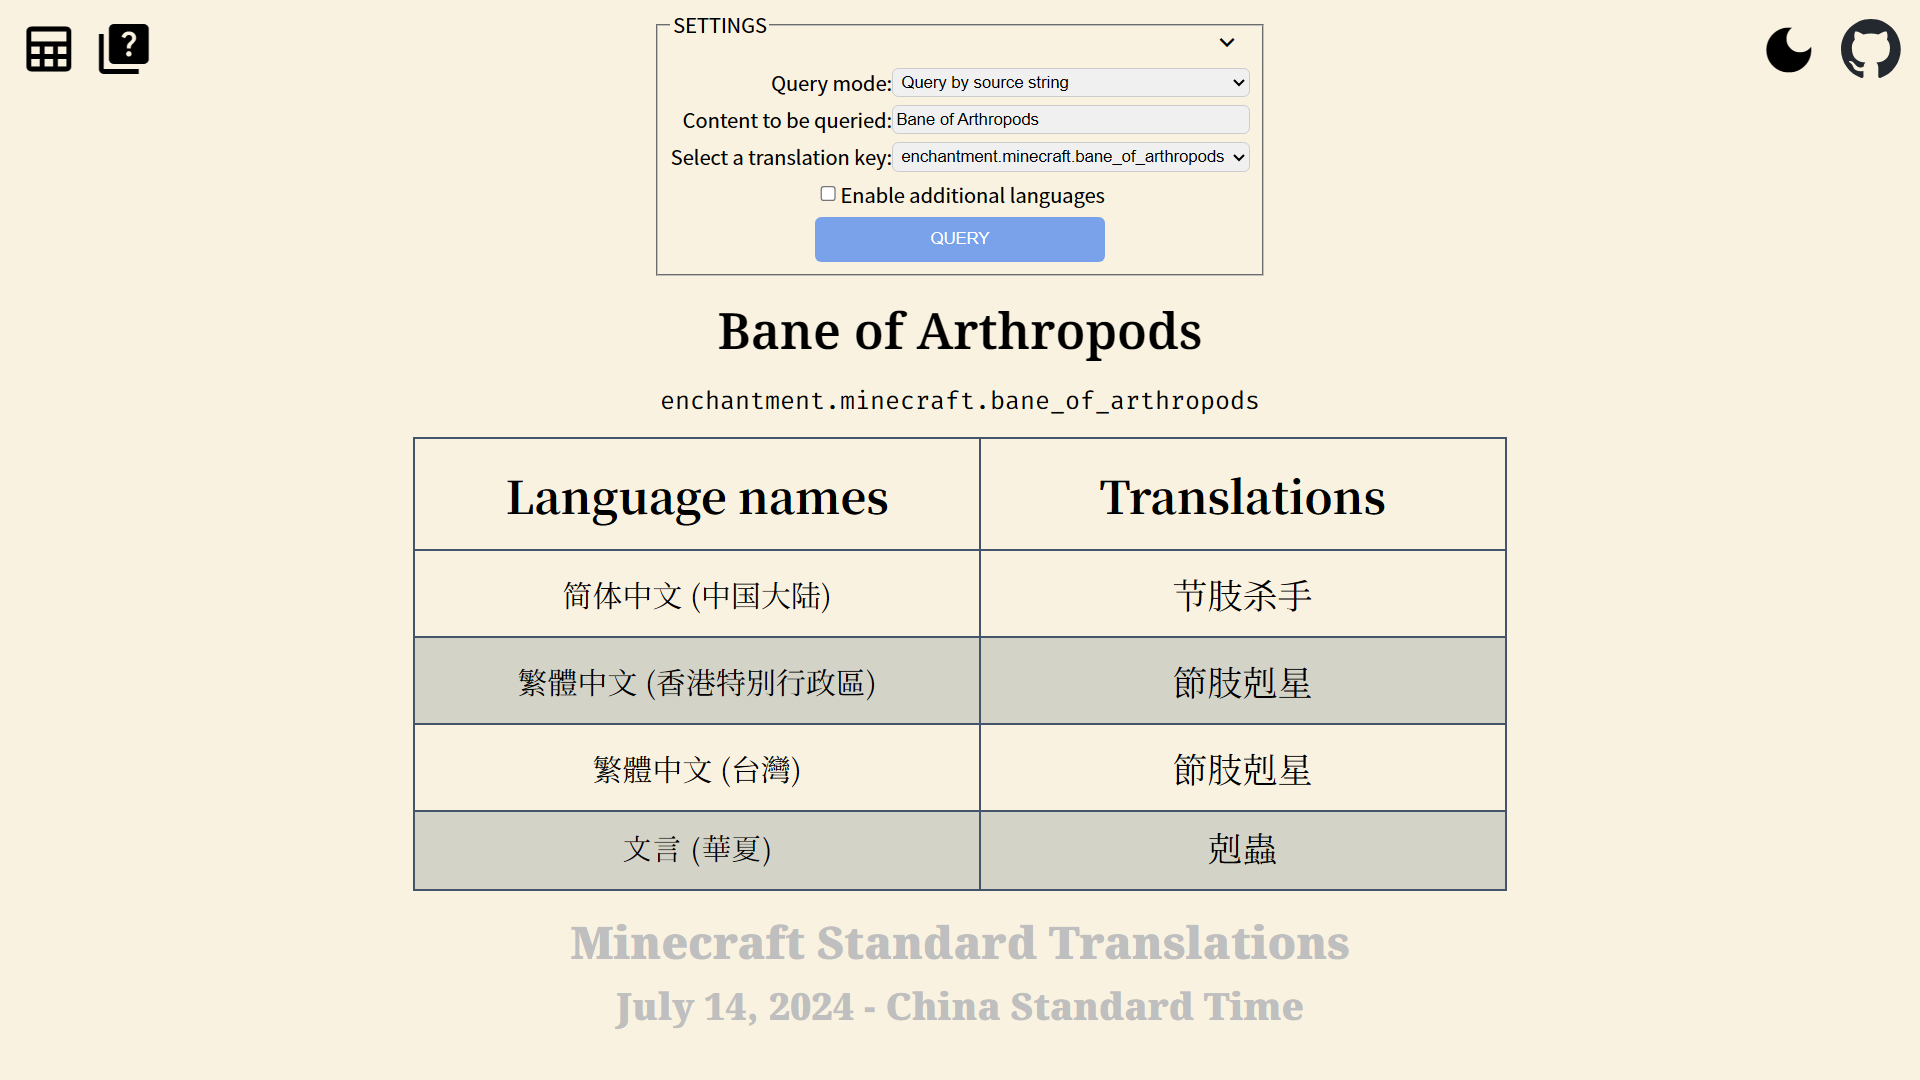 SETTINGS
Query mode: Query by source string
Content to be queried: Bane of Arthropods
Select a translation key: enchantment.minecraft.bane_of_arthropods
Enable additional languages
QUERY
Bane of Arthropods
enchantment.minecraft.bane_of_arthropods
Language names Translations
简体中文 (中国大陆) 节肢杀手
繁體中文 (香港特別行政區) 節肢剋星
繁體中文 (台灣) 節肢剋星
文言 (華夏) 剋蟲
Minecraft Standard Translations
July 14, 2024 - China Standard Time